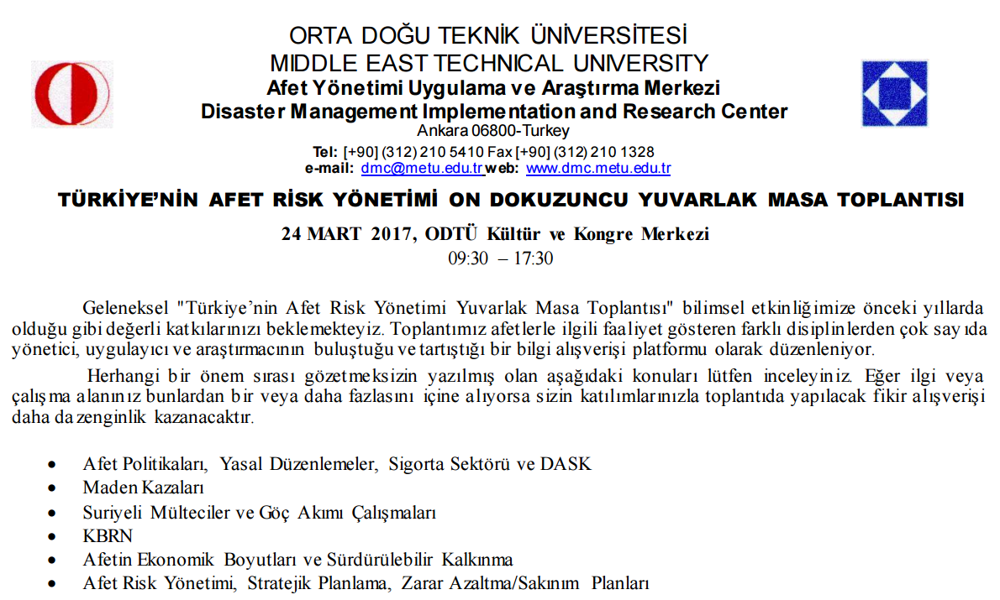 ORTA DOĞU TEKNİK ÜNİVERSİTESİ
MIDDLE EAST TECHNICAL UNIVERSITY
Afet Yönetimi Uygulama ve Araştırma Merkezi
Disaster Management Implementation and Research Center
Ankara 06800-Turkey
Tel: [+90] (312) 210 5410 Fax [+90] (312) 210 1328
e-mail: dmc@metu.edu.tr web: www.dmc.metu.edu.tr
TÜRKİYE’NİN AFET RİSK YÖNETİMİ ON DOKUZUNCU YUVARLAK MASA TOPLANTISI
24 MART 2017, ODTÜ Kültür ve Kongre Merkezi
09:30 – 17:30
Geleneksel "Türkiye’nin Afet Risk Yönetimi Yuvarlak Masa Toplantısı" bilimsel etkinliğimize önceki yıllarda
olduğu gibi değerli katkılarınızı beklemekteyiz. Toplantımız afetlerle ilgili faaliyet gösteren farklı disiplinlerden çok sayıda
yönetici, uygulayıcı ve araştırmacının buluştuğu ve tartıştığı bir bilgi alışverişi platformu olarak düzenleniyor.
Herhangi bir önem sırası gözetmeksizin yazılmış olan aşağıdaki konuları lütfen inceleyiniz. Eğer ilgi veya
çalışma alanınız bunlardan bir veya daha fazlasını içine alıyorsa sizin katılımlarınızla toplantıda yapılacak fikir alışverişi
daha da zenginlik kazanacaktır.
• Afet Politikaları, Yasal Düzenlemeler, Sigorta Sektörü ve DASK
• Maden Kazaları
• Suriyeli Mülteciler ve Göç Akımı Çalışmaları
• KBRN
• Afetin Ekonomik Boyutları ve Sürdürülebilir Kalkınma
• Afet Risk Yönetimi, Stratejik Planlama, Zarar Azaltma/Sakınım Planları